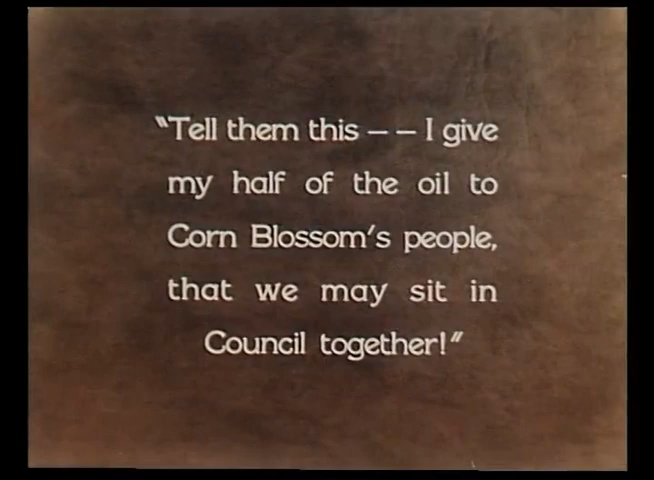 "Tell them this — — I give
my half of the oil to
Corn Blossom's people,
that we may sit in
Council together!"